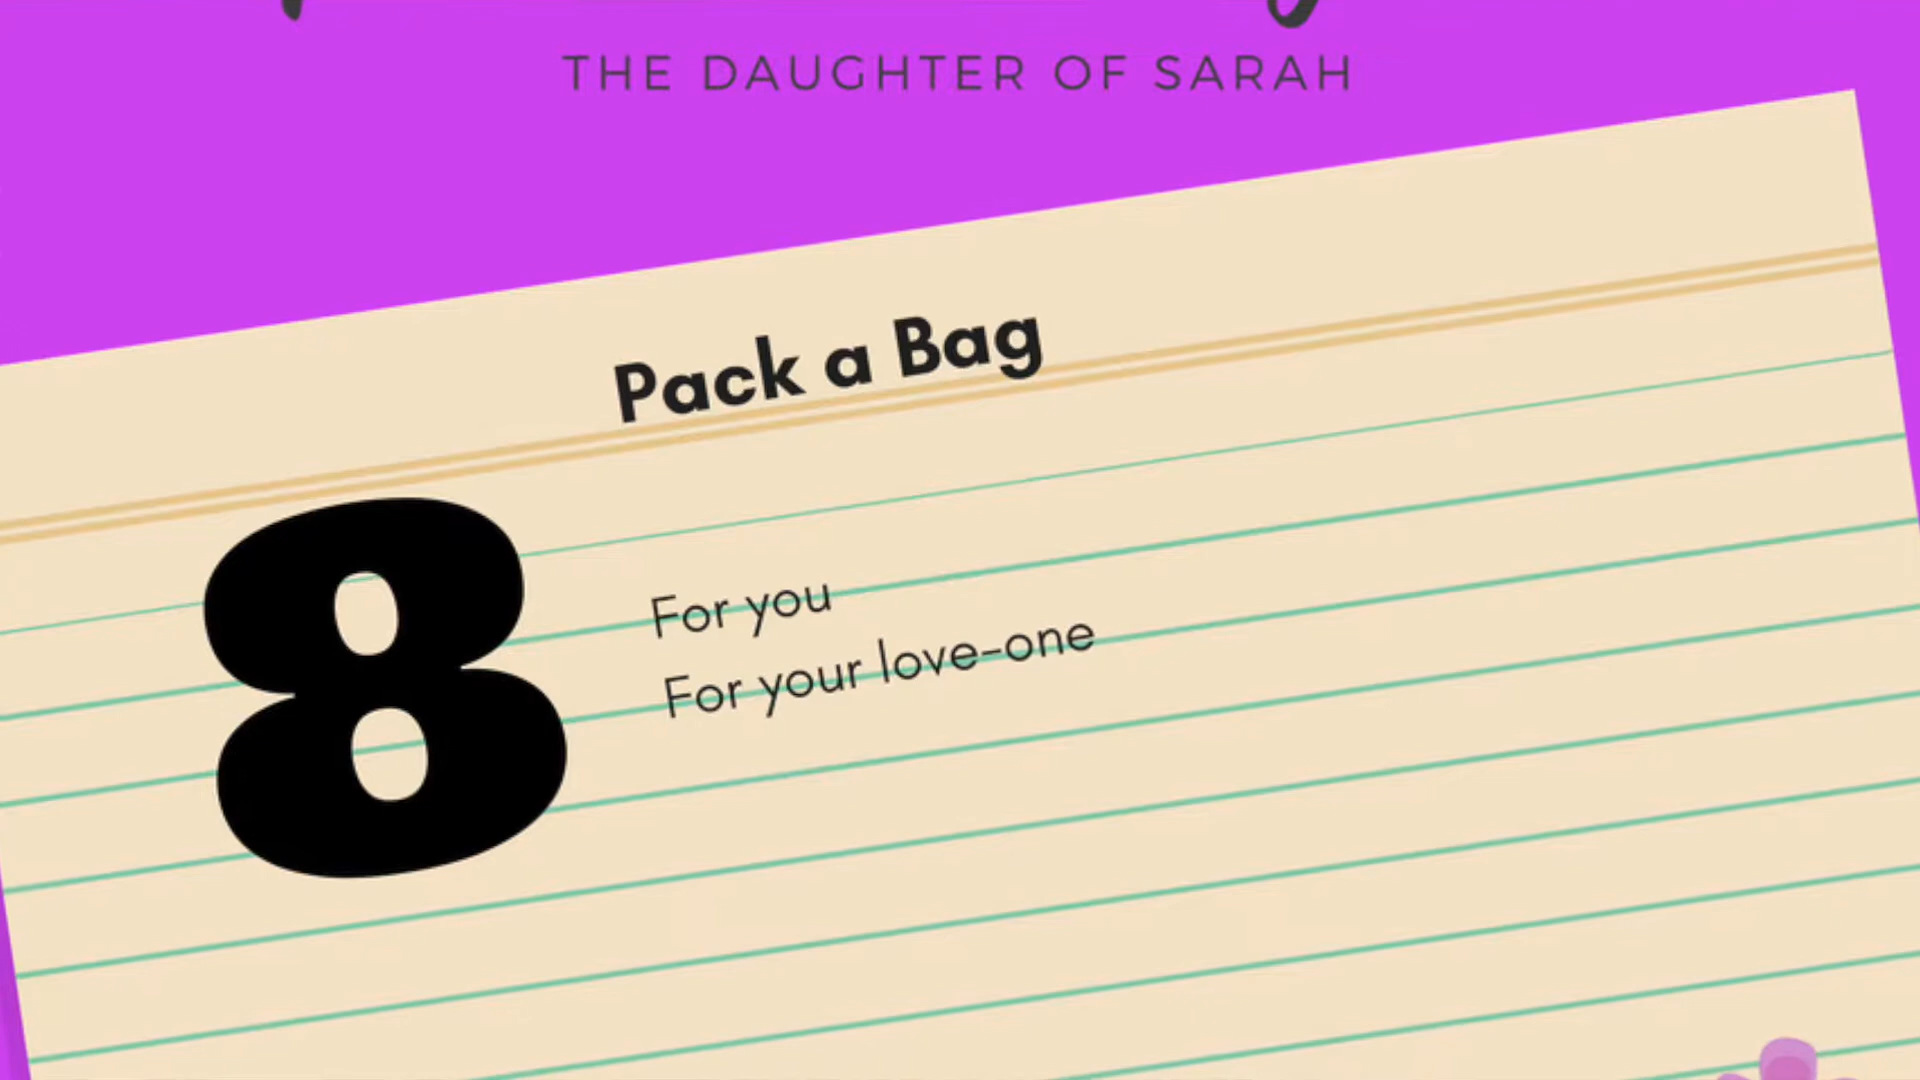 THE DAUGHTER OF SARAH
Pack a Bag
8
For you
For your love-one